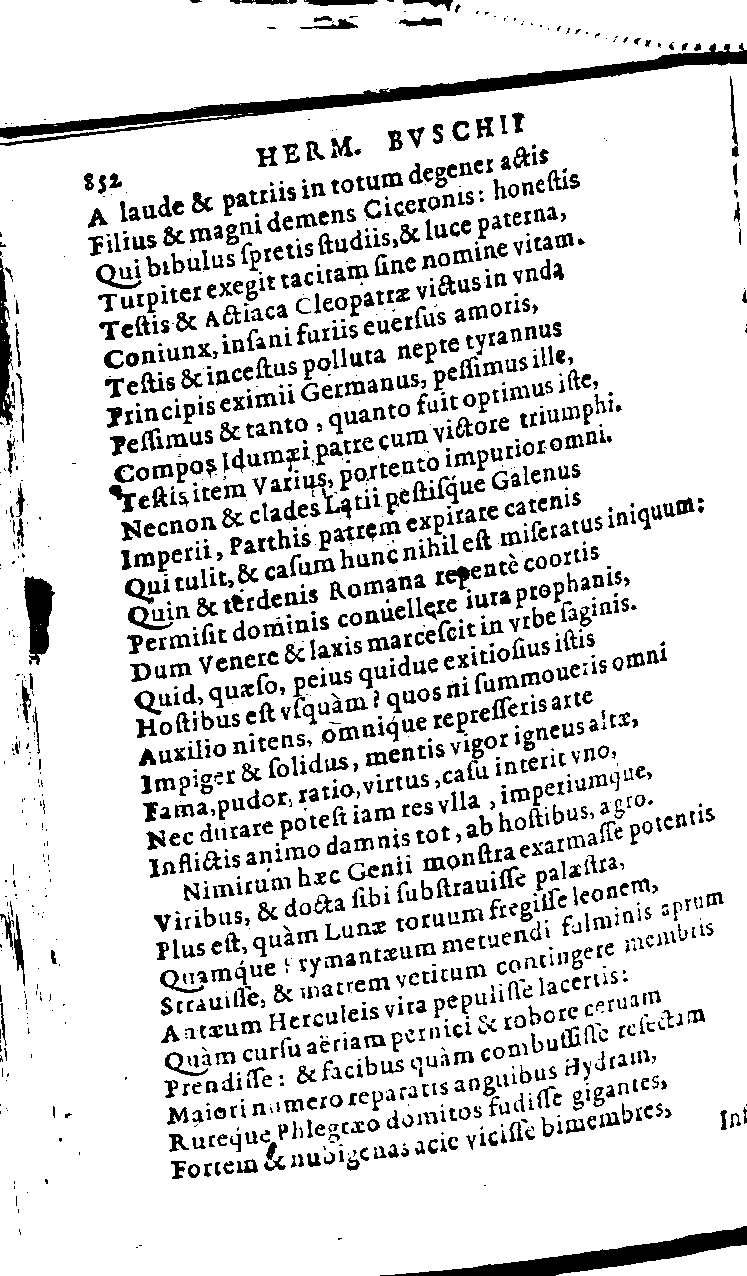 852 HERM. BVSCHII
A laude & patriis in totum degener actis
Filius & magni demens Ciceronis: honestis
Qui bibulus spretis studiis, & luce paterna,
Turpiter exegit tacitam sine nomine vitam.
Testis & Actiaca Cleopatræ victus in vnda
Coniunx, insani furiis euersus amoris,
Testis & incestus polluta nepte tyrannus
Principis eximii Germanus, pessimus ille,
Pessimus & tanto, quanto fuit optimus iste,
Compos Idumæi patre cum victore triumphi.
Testis item Varius, portento impurior omni.
Necnon & clades Latii pestisq́ue Galenus
Imperii, Parthis patrem expirare catenis
Qui tulit, & casum hunc nihil est miseratus iniquum:
Quin & terdenis Romana repentè coortis
Permisit dominis conuellere iura prophanis,
Dum Venere & laxis marcescit in vrbe saginis.
Quid, quæso, peius quidue exitiosius istis
Hostibus est vsquàm? quos ni summoueris omni
Auxilio nitens, omniq́ue represseris arte
Impiger & solidus, mentis vigor igneus altæ,
Fama, pudor, ratio, virtus, casu interit vno,
Nec durare potest iam res vlla, imperiumque,
Inflictis animo damnis tot, ab hostibus, agro.
Nimirùm hæc Genii monstra exarmasse potentis
Viribus, & docta sibi substrauisse palæstra,
Plus est, quàm Lunæ toruum fregisse leonem,
Quamq́ue Erymantæum metuendi fulminis aprum
Strauisse, & matrem vetitum contingere membris
Antæum Herculeis vita pepulisse lacertis:
Quàm cursu aëriam pernici & robore ceruam
Prendisse: & facibus quàm combussisse resectam
Maiori numero reparatis anguibus Hydram,
Rureque Phlegræo domitos fudisse gigantes,
Fortem & nubigenas acie vicisse bimembres,
Inf